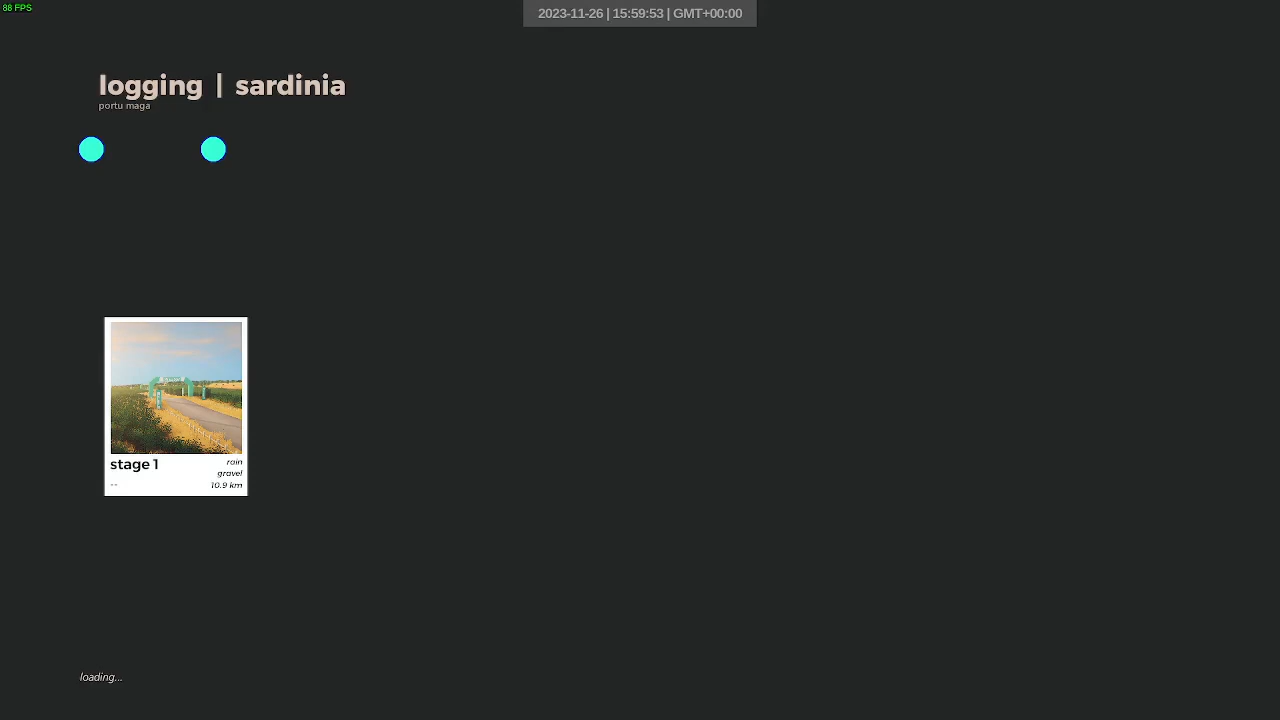 88 FPS
2023-11-26 | 15:59:53 | GMT+00:00
logging | sardinia
portu maga
stage 1
rain
gravel
--
10.9 km
loading...